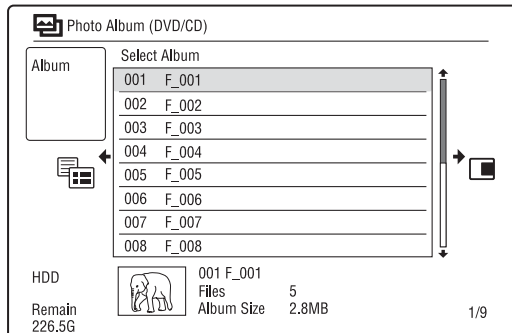 Photo Album (DVD/CD)
Album
Select Album
001 F_001
002 F_002
003 F_003
004 F_004
005 F_005
006 F_006
007 F_007
008 F_008
HDD
Remain
226.5G
001 F_001
Files 5
Album Size 2.8MB
1/9